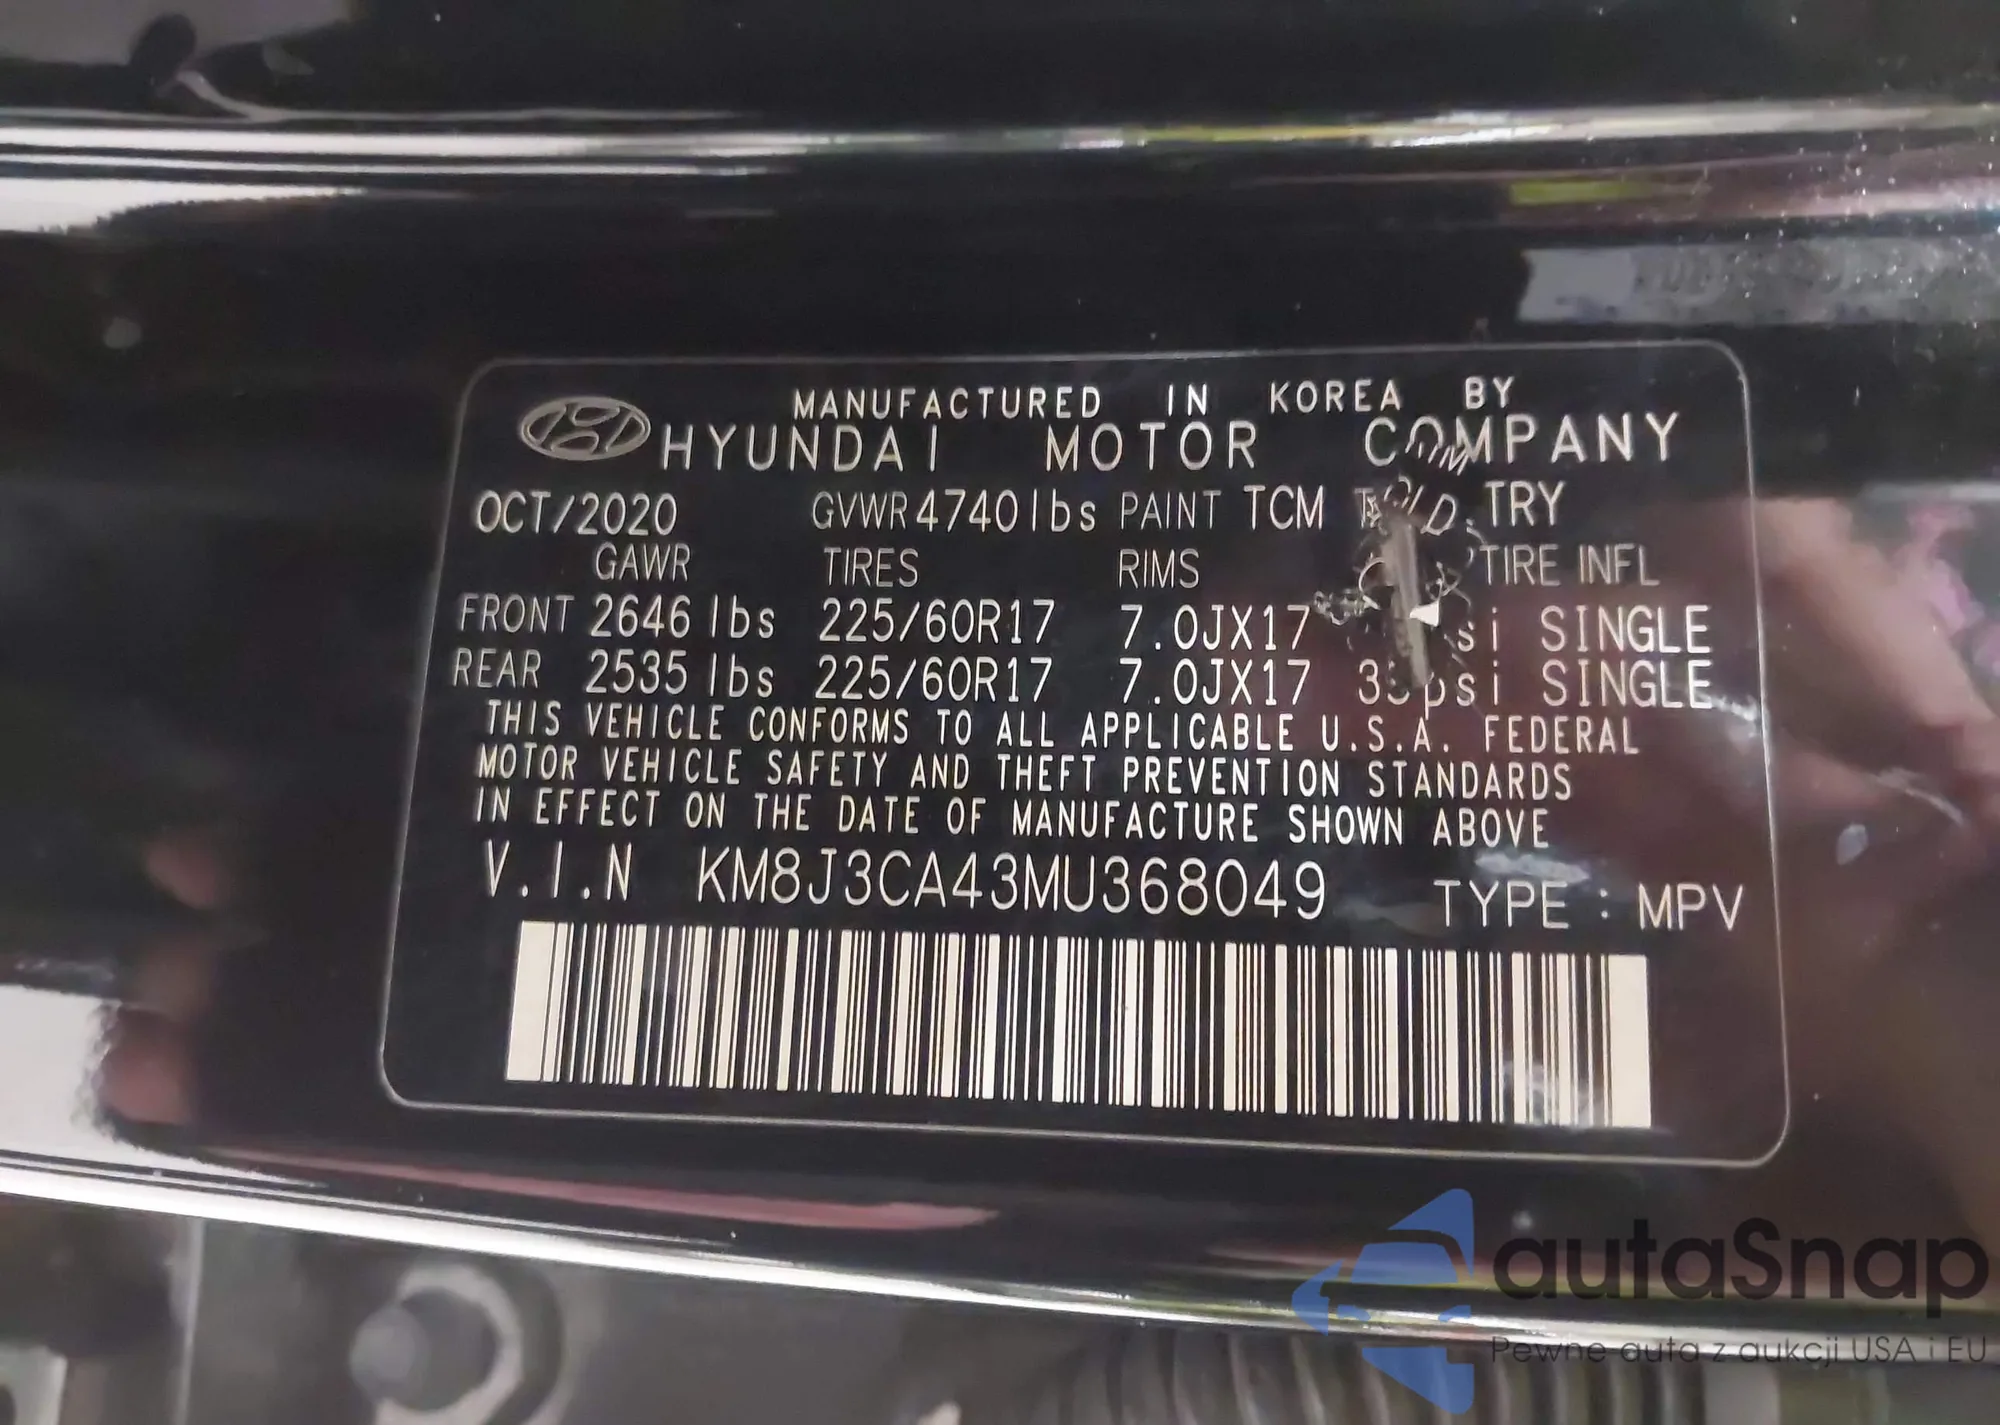 MANUFACTURED IN KOREA BY
HYUNDAI MOTOR COMPANY
OCT/2020 GVWR 4740lbs PAINT TCM TRY
GAWR TIRES RIMS TIRE INFL
FRONT 2646 lbs 225/60R17 7.0JX17 SINGLE
REAR 2535 lbs 225/60R17 7.0JX17 psi SINGLE
THIS VEHICLE CONFORMS TO ALL APPLICABLE U.S.A. FEDERAL
MOTOR VEHICLE SAFETY AND THEFT PREVENTION STANDARDS
IN EFFECT ON THE DATE OF MANUFACTURE SHOWN ABOVE
V.I.N KM8J3CA43MU368049 TYPE : MPV
autaSnap
Pewne auta z aukcji USA i EU